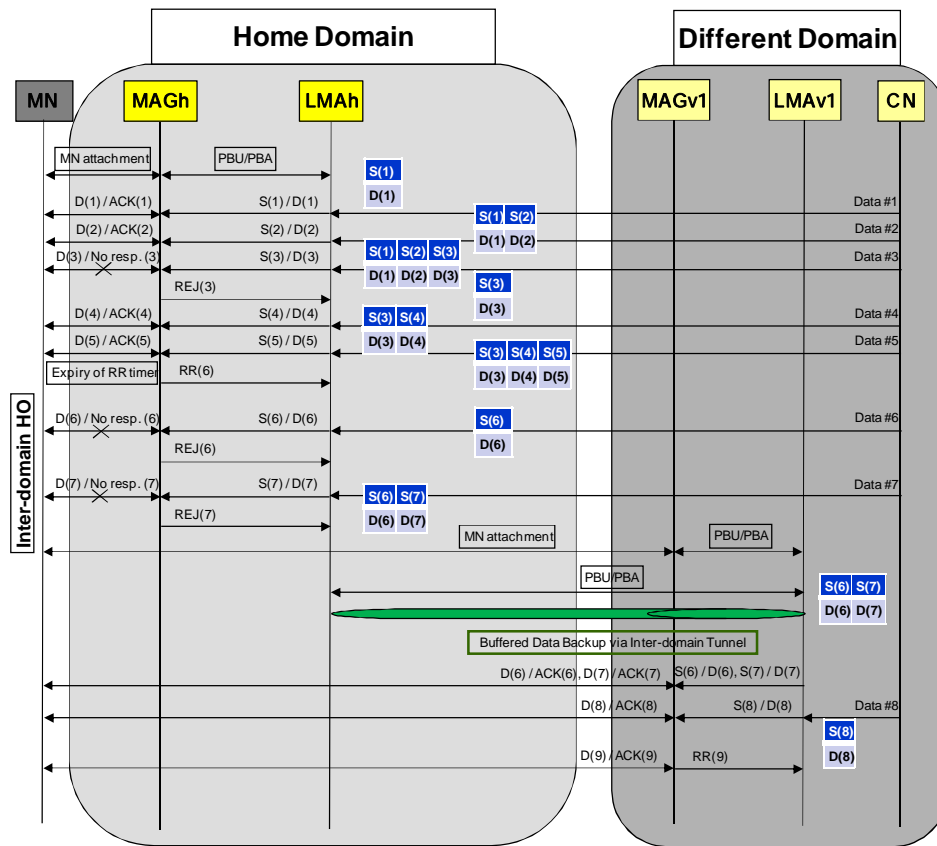 Home Domain
Different Domain
MN
MAGh
LMAh
MAGv1
LMAv1
CN
MN attachment
PBU/PBA
S(1)
D(1)
D(1) / ACK(1)
S(1) / D(1)
S(1) S(2)
Data #1
D(2) / ACK(2)
S(2) / D(2)
D(1) D(2)
Data #2
D(3) / No resp. (3)
S(3) / D(3)
S(1) S(2) S(3)
Data #3
D(1) D(2) D(3)
REJ(3)
S(3)
D(3)
D(4) / ACK(4)
S(4) / D(4)
S(3) S(4)
Data #4
D(5) / ACK(5)
S(5) / D(5)
D(3) D(4)
Data #5
S(3) S(4) S(5)
Expiry of RR timer
RR(6)
D(3) D(4) D(5)
Inter-domain HO
D(6) / No resp. (6)
S(6) / D(6)
S(6)
Data #6
D(6)
REJ(6)
D(7) / No resp. (7)
S(7) / D(7)
Data #7
S(6) S(7)
REJ(7)
D(6) D(7)
MN attachment
PBU/PBA
PBU/PBA
S(6) S(7)
D(6) D(7)
Buffered Data Backup via Inter-domain Tunnel
D(6) / ACK(6), D(7) / ACK(7)
S(6) / D(6), S(7) / D(7)
D(8) / ACK(8)
S(8) / D(8)
Data #8
S(8)
D(8)
D(9) / ACK(9)
RR(9)